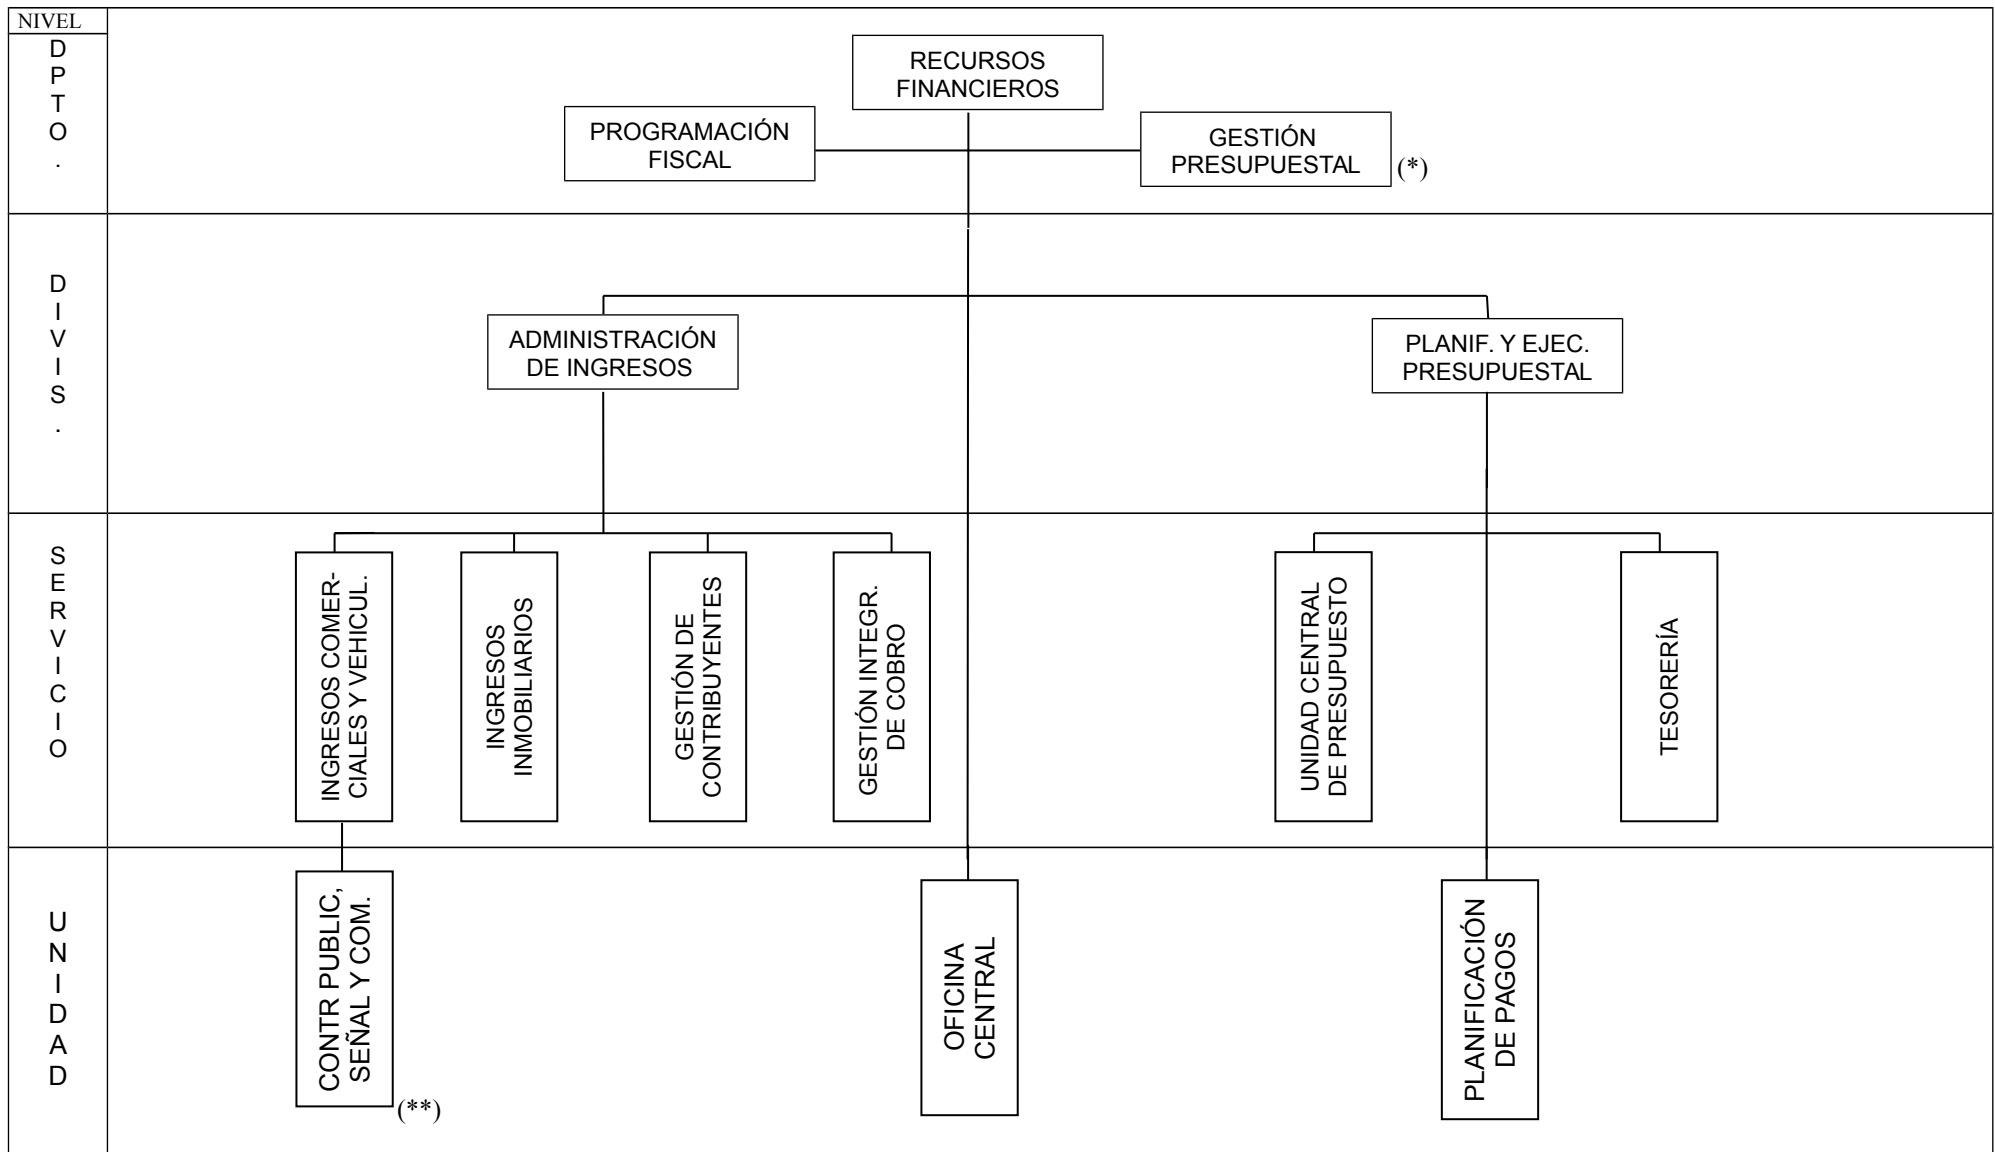 NIVEL
D
P
T
O
.
RECURSOS
FINANCIEROS
PROGRAMACIÓN
FISCAL
GESTIÓN
PRESUPUESTAL
(*)
D
I
V
I
S
.
ADMINISTRACIÓN
DE INGRESOS
PLANIF. Y EJEC.
PRESUPUESTAL
S
E
R
V
I
C
I
O
INGRESOS COMER-
CIALES Y VEHICUL.
INGRESOS
INMOBILIARIOS
GESTIÓN DE
CONTRIBUYENTES
GESTIÓN INTEGR.
DE COBRO
UNIDAD CENTRAL
DE PRESUPUESTO
TESORERÍA
U
N
I
D
A
D
CONTR PUBLIC,
SEÑAL Y COM.
(**)
OFICINA
CENTRAL
PLANIFICACIÓN
DE PAGOS